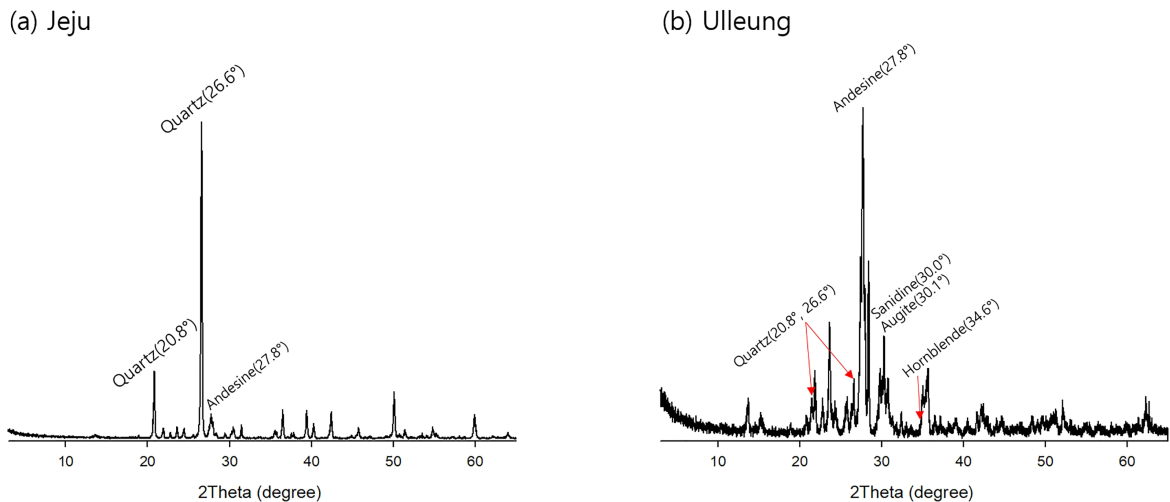 (a) Jeju
Quartz(26.6°)
Quartz(20.8°)
Andesine(27.8°)
10 20 30 40 50 60
2Theta (degree)
(b) Ulleung
Andesine(27.8°)
Sanidine(30.0°)
Augite(30.1°)
Quartz(20.8°, 26.6°)
Hornblende(34.6°)
10 20 30 40 50 60
2Theta (degree)